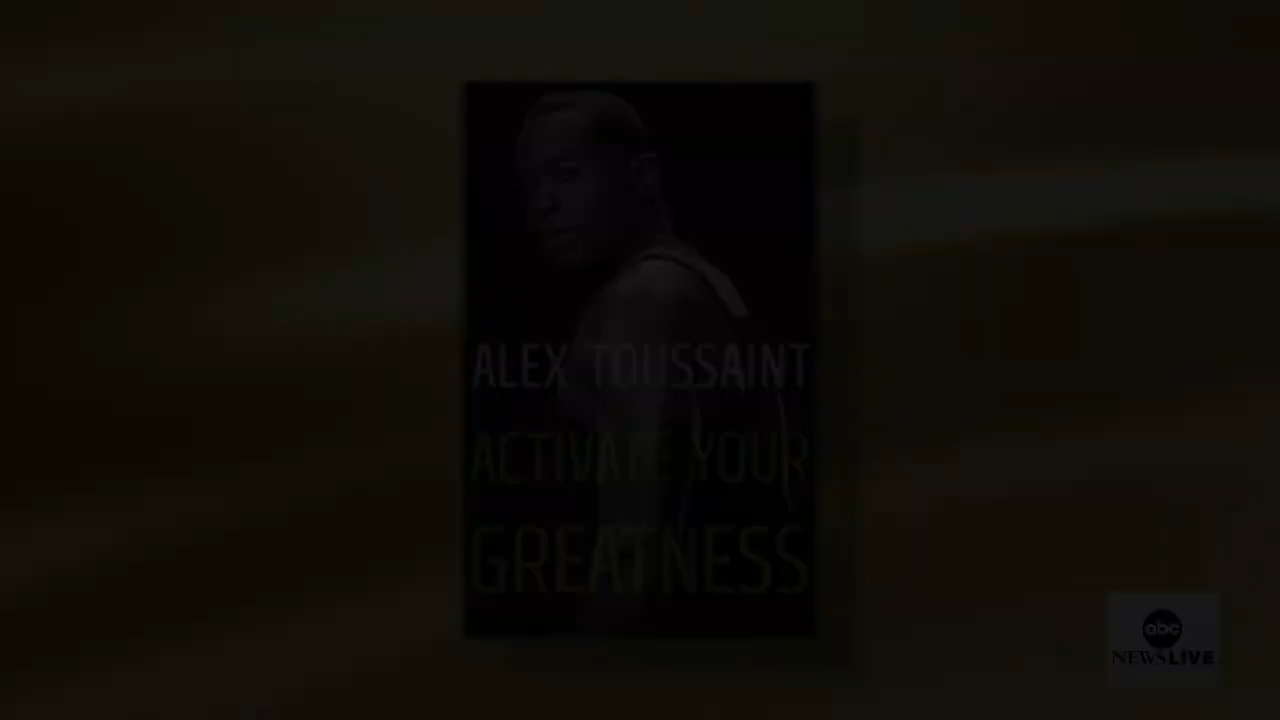 ALEX TOUSSAINT
ACTIVATE YOUR
GREATNESS
abc
NEWS LIVE